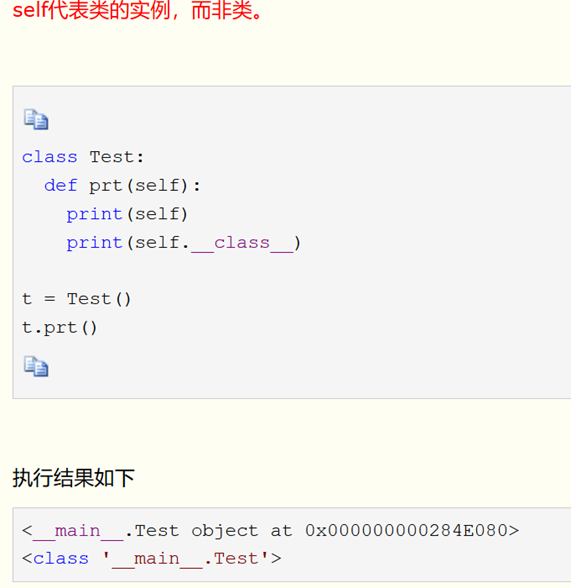 self代表类的实例，而非类。
class Test:
  def prt(self):
    print(self)
    print(self.__class__)
t = Test()
t.prt()
执行结果如下
<__main__.Test object at 0x000000000284E080>
<class '__main__.Test'>